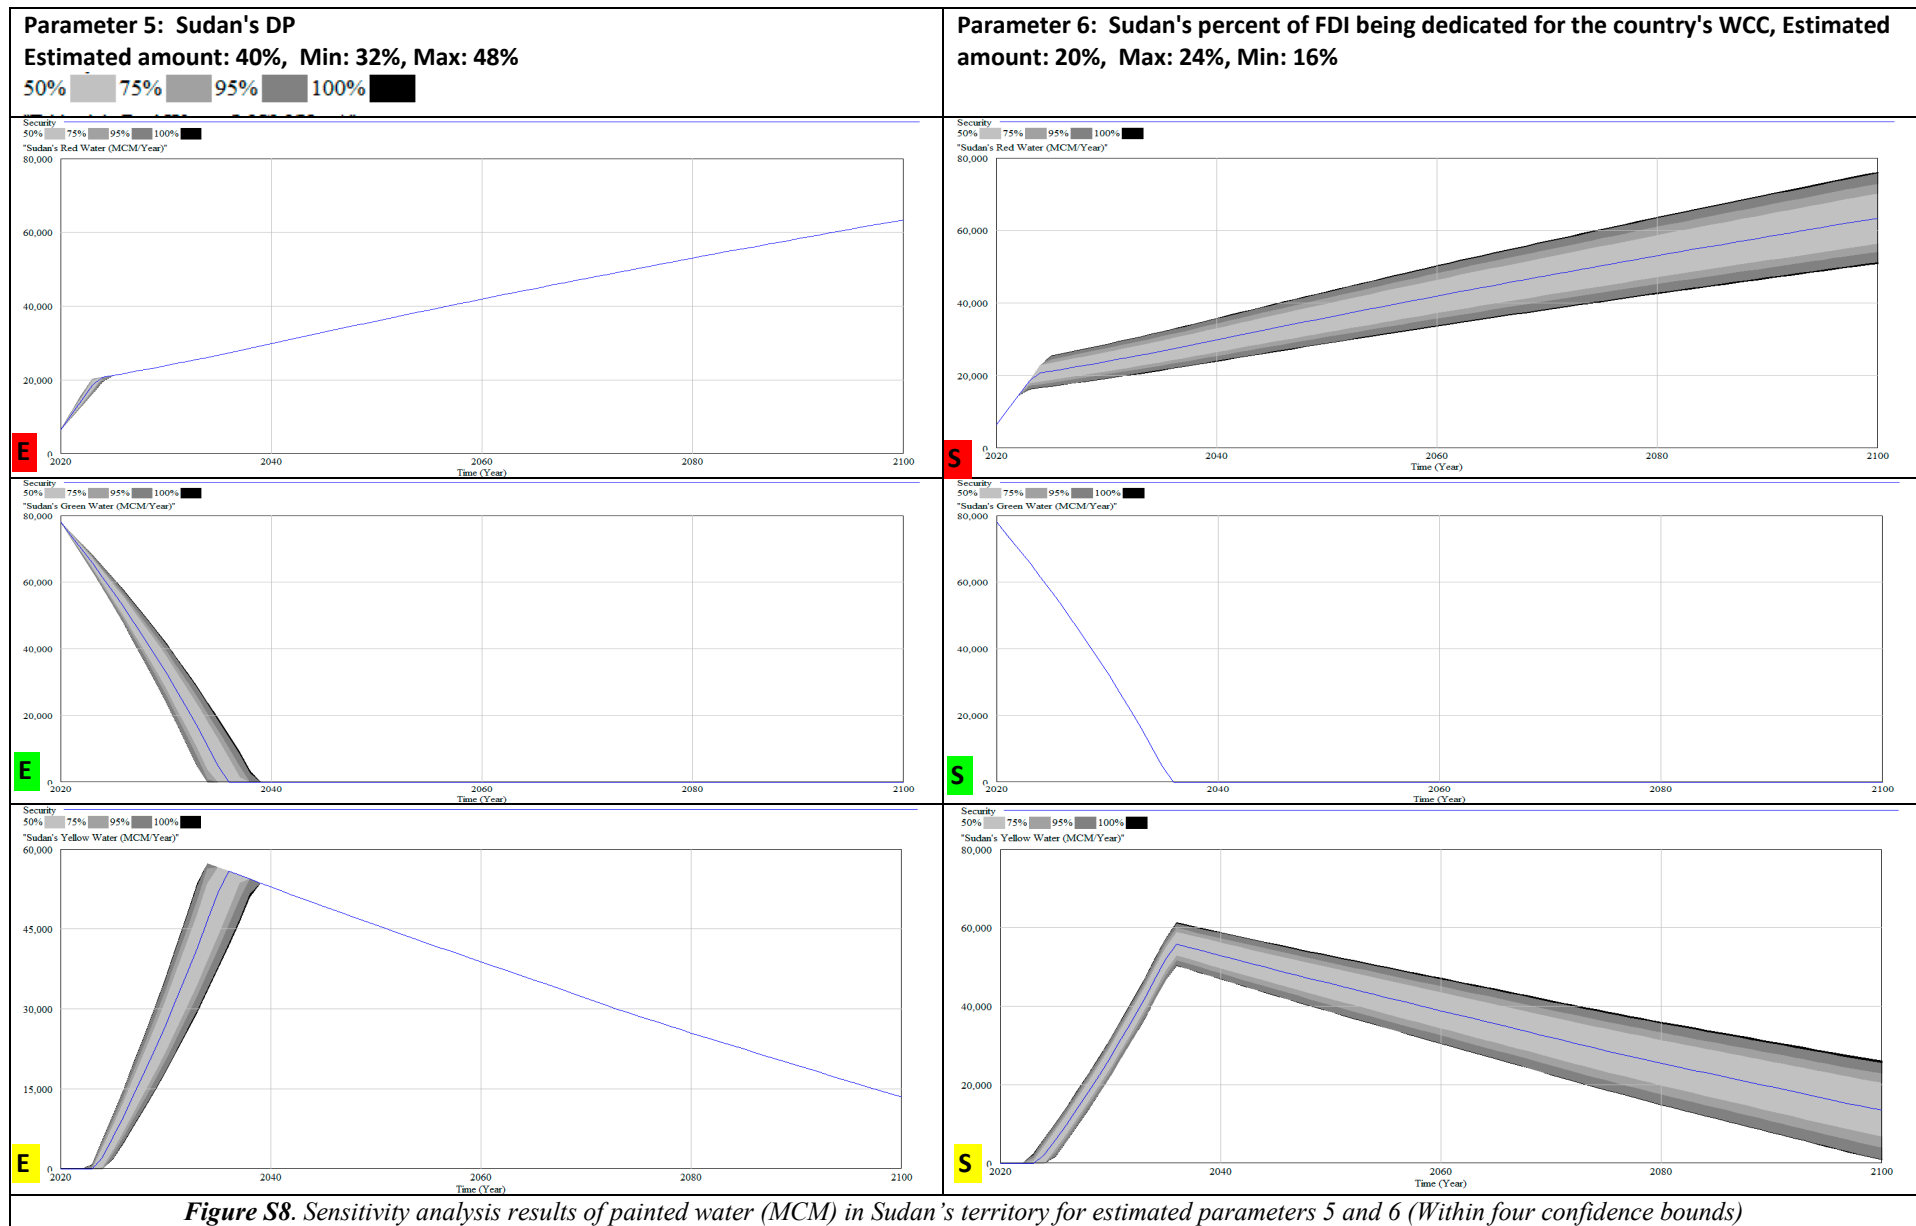 Parameter 5: Sudan's DP
Estimated amount: 40%, Min: 32%, Max: 48%
50% 75% 95% 100%
Parameter 6: Sudan's percent of FDI being dedicated for the country's WCC, Estimated
amount: 20%, Max: 24%, Min: 16%
Security
50% 75% 95% 100%
"Sudan's Red Water (MCM/Year)"
80,000
60,000
40,000
20,000
0
E
2020 2040 2060 2080 2100
Time (Year)
Security
50% 75% 95% 100%
"Sudan's Red Water (MCM/Year)"
80,000
60,000
40,000
20,000
0
S
2020 2040 2060 2080 2100
Time (Year)
Security
50% 75% 95% 100%
"Sudan's Green Water (MCM/Year)"
80,000
60,000
40,000
20,000
0
E
2020 2040 2060 2080 2100
Time (Year)
Security
50% 75% 95% 100%
"Sudan's Green Water (MCM/Year)"
80,000
60,000
40,000
20,000
0
S
2020 2040 2060 2080 2100
Time (Year)
Security
50% 75% 95% 100%
"Sudan's Yellow Water (MCM/Year)"
60,000
45,000
30,000
15,000
0
E
2020 2040 2060 2080 2100
Time (Year)
Security
50% 75% 95% 100%
"Sudan's Yellow Water (MCM/Year)"
80,000
60,000
40,000
20,000
0
S
2020 2040 2060 2080 2100
Time (Year)
Figure S8. Sensitivity analysis results of painted water (MCM) in Sudan's territory for estimated parameters 5 and 6 (Within four confidence bounds)